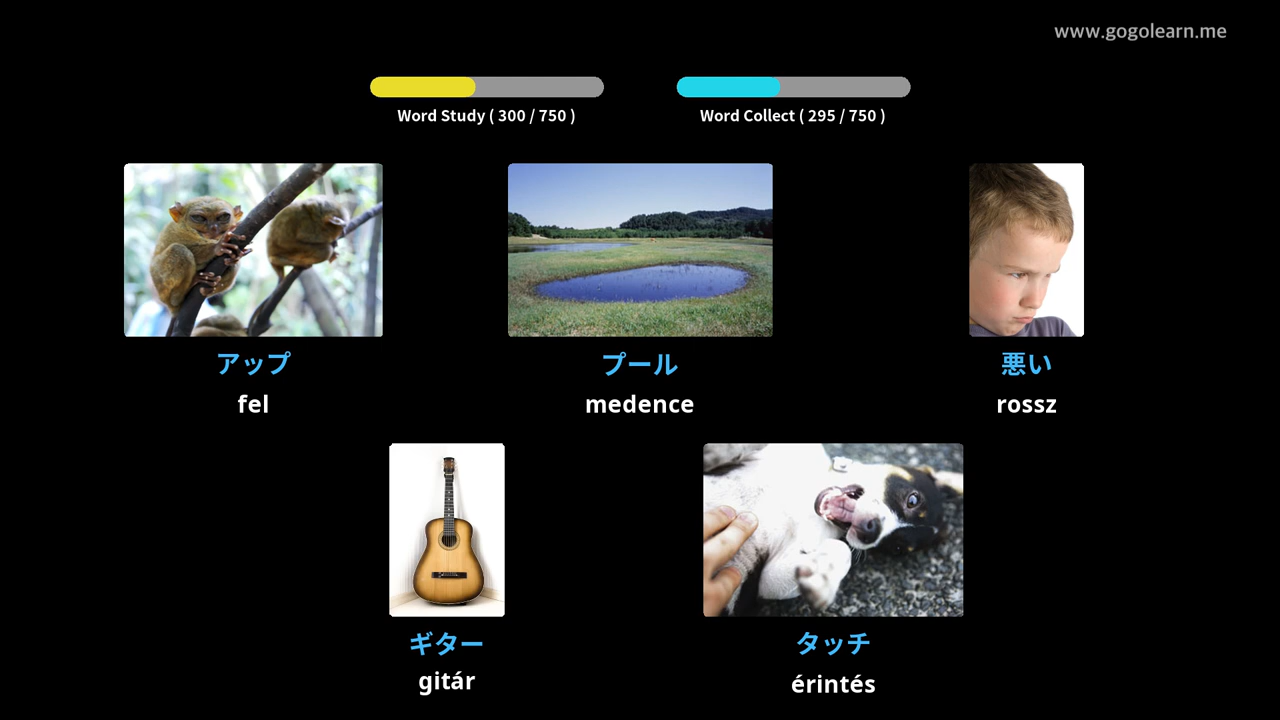 www.gogolearn.me
Word Study ( 300 / 750 )
Word Collect ( 295 / 750 )
アップ
fel
プール
medence
悪い
rossz
ギター
gitár
タッチ
érintés